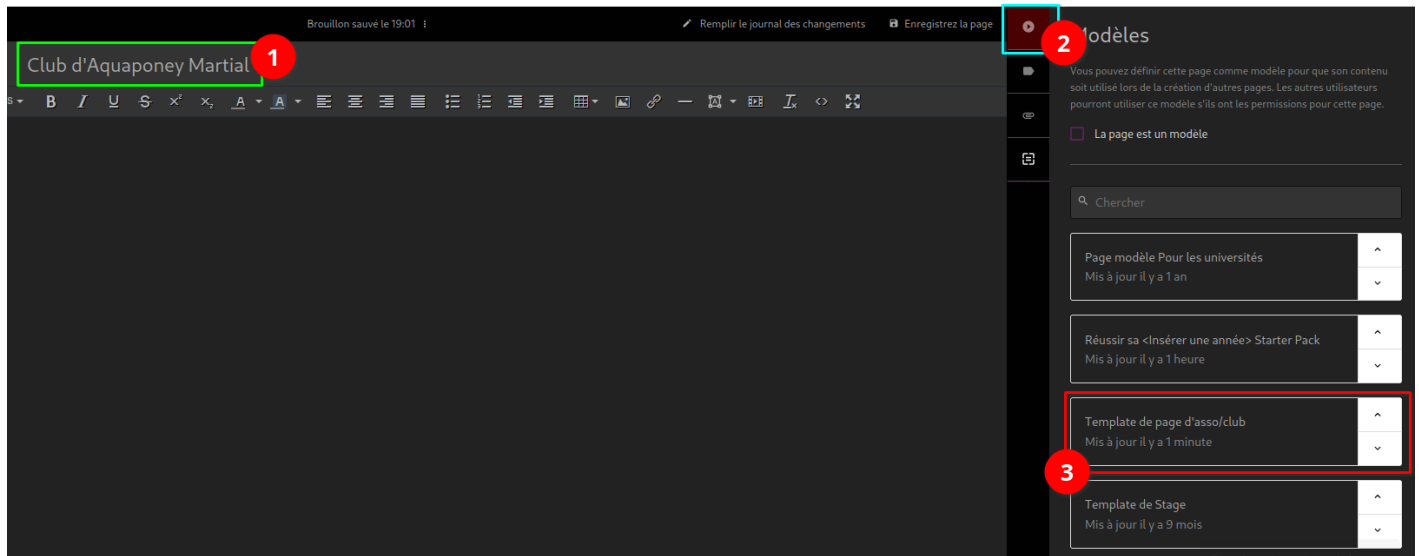 Brouillon sauvé le 19:01
Remplir le journal des changements
Enregistrez la page
Club d'Aquaponey Martial
1
2
Modèles
Vous pouvez définir cette page comme modèle pour que son contenu
soit utilisé lors de la création d'autres pages. Les autres utilisateurs
pourront utiliser ce modèle s'ils ont les permissions pour cette page.
La page est un modèle
Chercher
Page modèle Pour les universités
Mis à jour il y a 1 an
Réussir sa <Insérer une année> Starter Pack
Mis à jour il y a 1 heure
Template de page d'asso/club
Mis à jour il y a 1 minute
3
Template de Stage
Mis à jour il y a 9 mois